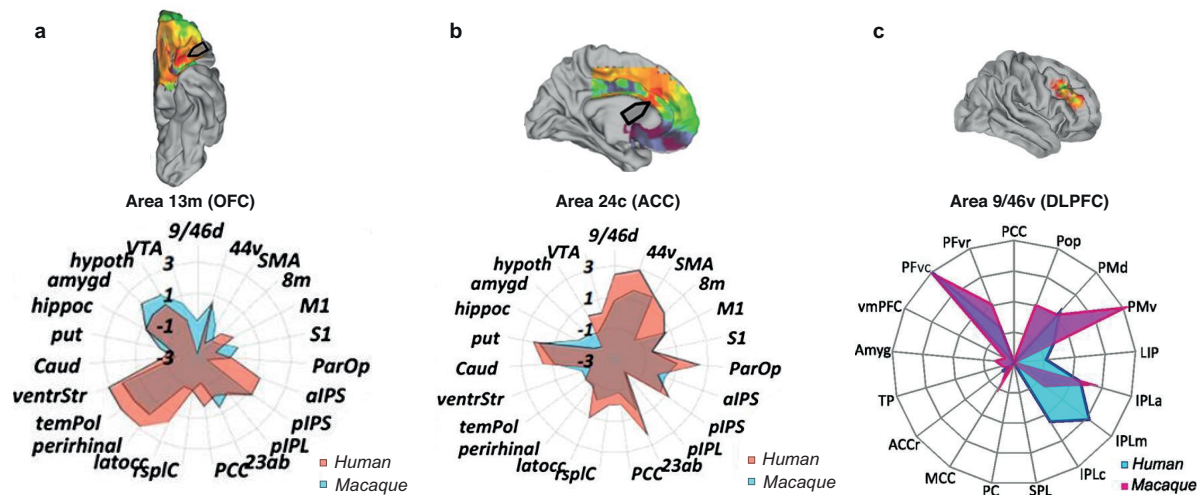 a
b
c
Area 13m (OFC)
Area 24c (ACC)
Area 9/46v (DLPFC)
9/46d
44v
SMA
8m
M1
S1
ParOp
aIPS
pIPS
pIPL
23ab
PCC
rsplC
latocc
perirhinal
temPol
ventrStr
Caud
put
hippoc
amygd
hypoth
VTA
3
1
-1
-3
Human
Macaque
9/46d
44v
SMA
8m
M1
S1
ParOp
aIPS
pIPS
pIPL
23ab
PCC
rsplC
latocc
perirhinal
temPol
ventrStr
Caud
put
hippoc
amygd
hypoth
VTA
3
1
-1
-3
Human
Macaque
PCC
Pop
PMd
PMv
LIP
IPLa
IPLm
IPLc
SPL
PC
MCC
ACCr
TP
Amyg
vmPFC
PFvc
PFvr
Human
Macaque